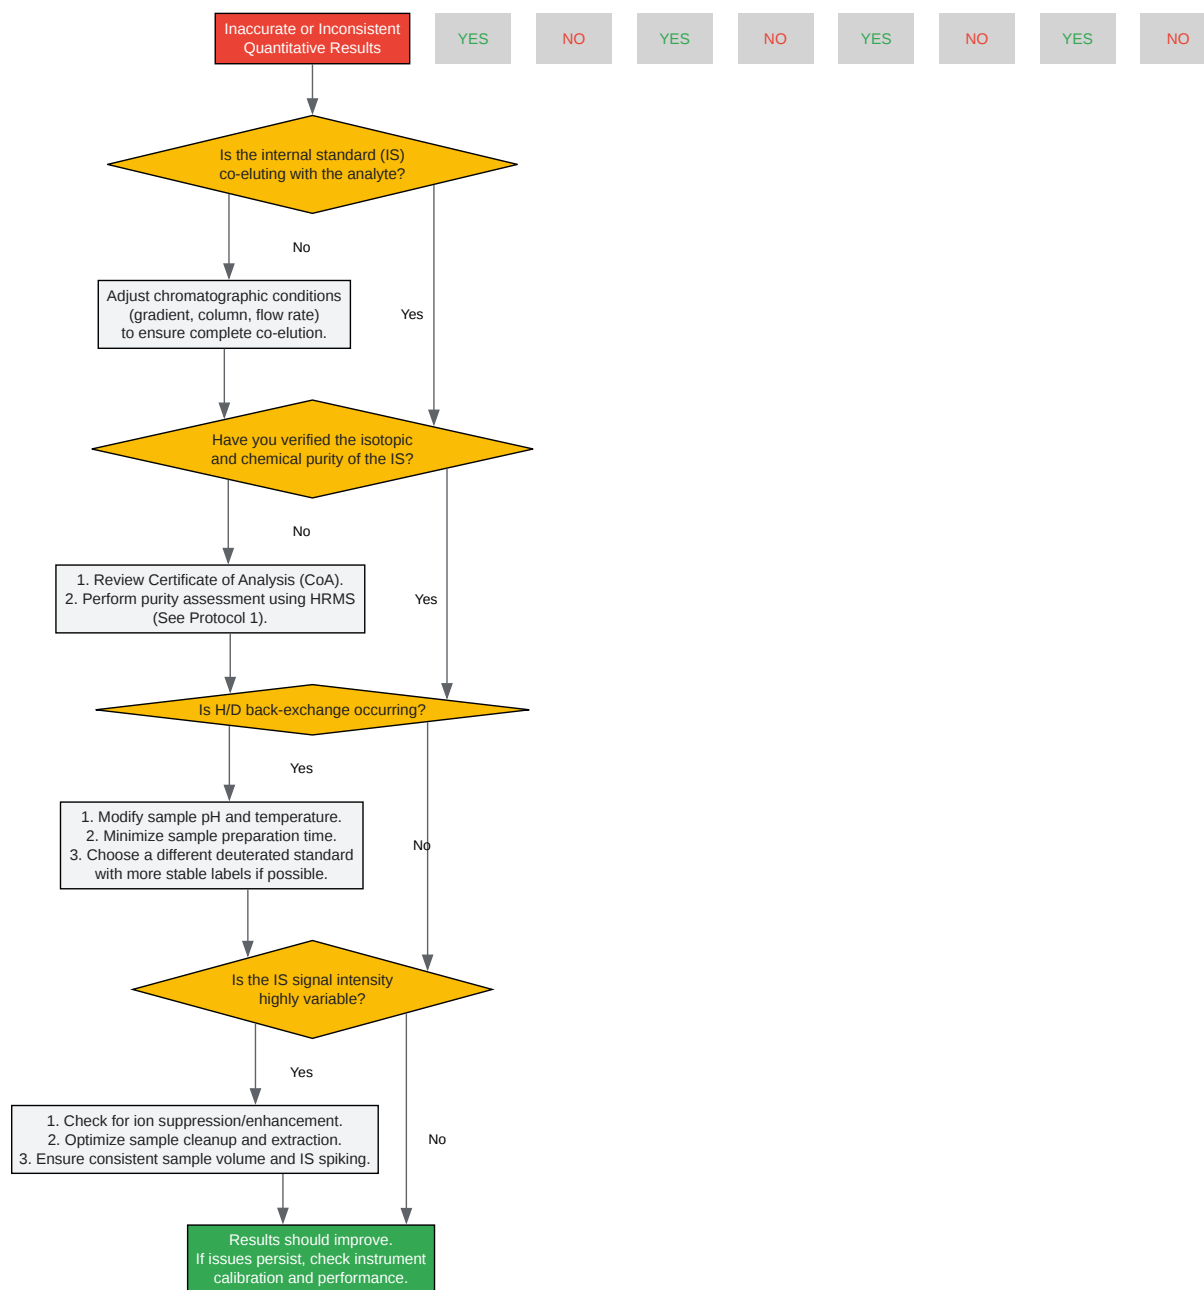 Inaccurate or Inconsistent
Quantitative Results
YES
NO
YES
NO
YES
NO
YES
NO
Is the internal standard (IS)
co-eluting with the analyte?
No
Adjust chromatographic conditions
(gradient, column, flow rate)
to ensure complete co-elution.
Yes
Have you verified the isotopic
and chemical purity of the IS?
No
1. Review Certificate of Analysis (CoA).
2. Perform purity assessment using HRMS
(See Protocol 1).
Yes
Is H/D back-exchange occurring?
Yes
1. Modify sample pH and temperature.
2. Minimize sample preparation time.
3. Choose a different deuterated standard
with more stable labels if possible.
No
Is the IS signal intensity
highly variable?
Yes
1. Check for ion suppression/enhancement.
2. Optimize sample cleanup and extraction.
3. Ensure consistent sample volume and IS spiking.
No
Results should improve.
If issues persist, check instrument
calibration and performance.